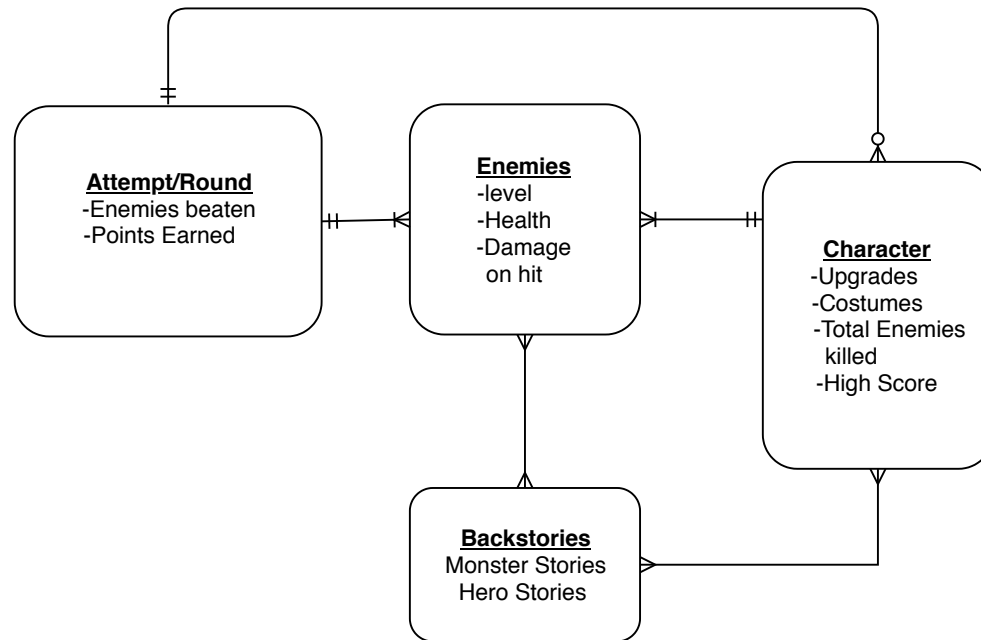 Attempt/Round
-Enemies beaten
-Points Earned
Enemies
-level
-Health
-Damage
on hit
Character
-Upgrades
-Costumes
-Total Enemies
killed
-High Score
Backstories
Monster Stories
Hero Stories